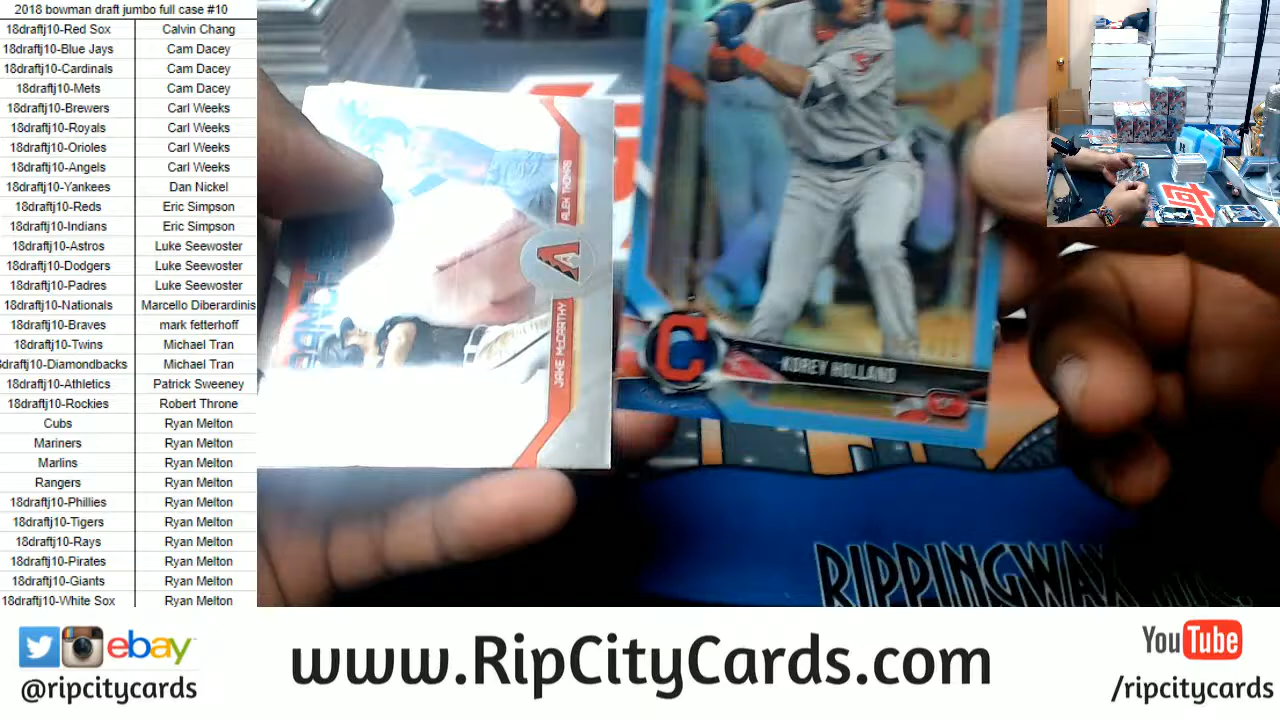 2018 bowman draft jumbo full case #10
18draftj10-Red Sox Calvin Chang
18draftj10-Blue Jays Cam Dacey
18draftj10-Cardinals Cam Dacey
18draftj10-Mets Cam Dacey
18draftj10-Brewers Carl Weeks
18draftj10-Royals Carl Weeks
18draftj10-Orioles Carl Weeks
18draftj10-Angels Carl Weeks
18draftj10-Yankees Dan Nickel
18draftj10-Reds Eric Simpson
18draftj10-Indians Eric Simpson
18draftj10-Astros Luke Seewoster
18draftj10-Dodgers Luke Seewoster
18draftj10-Padres Luke Seewoster
18draftj10-Nationals Marcello Diberardinis
18draftj10-Braves mark fetterhoff
18draftj10-Twins Michael Tran
8draftj10-Diamondbacks Michael Tran
18draftj10-Athletics Patrick Sweeney
18draftj10-Rockies Robert Throne
Cubs Ryan Melton
Mariners Ryan Melton
Marlins Ryan Melton
Rangers Ryan Melton
18draftj10-Phillies Ryan Melton
18draftj10-Tigers Ryan Melton
18draftj10-Rays Ryan Melton
18draftj10-Pirates Ryan Melton
18draftj10-Giants Ryan Melton
18draftj10-White Sox Ryan Melton
ALEK THOMAS
A
JAKE McCARTHY
C
KOREY HOLLAND
RIPPINGWAX
ebay
@ripcitycards
www.RipCityCards.com
YouTube
/ripcitycards